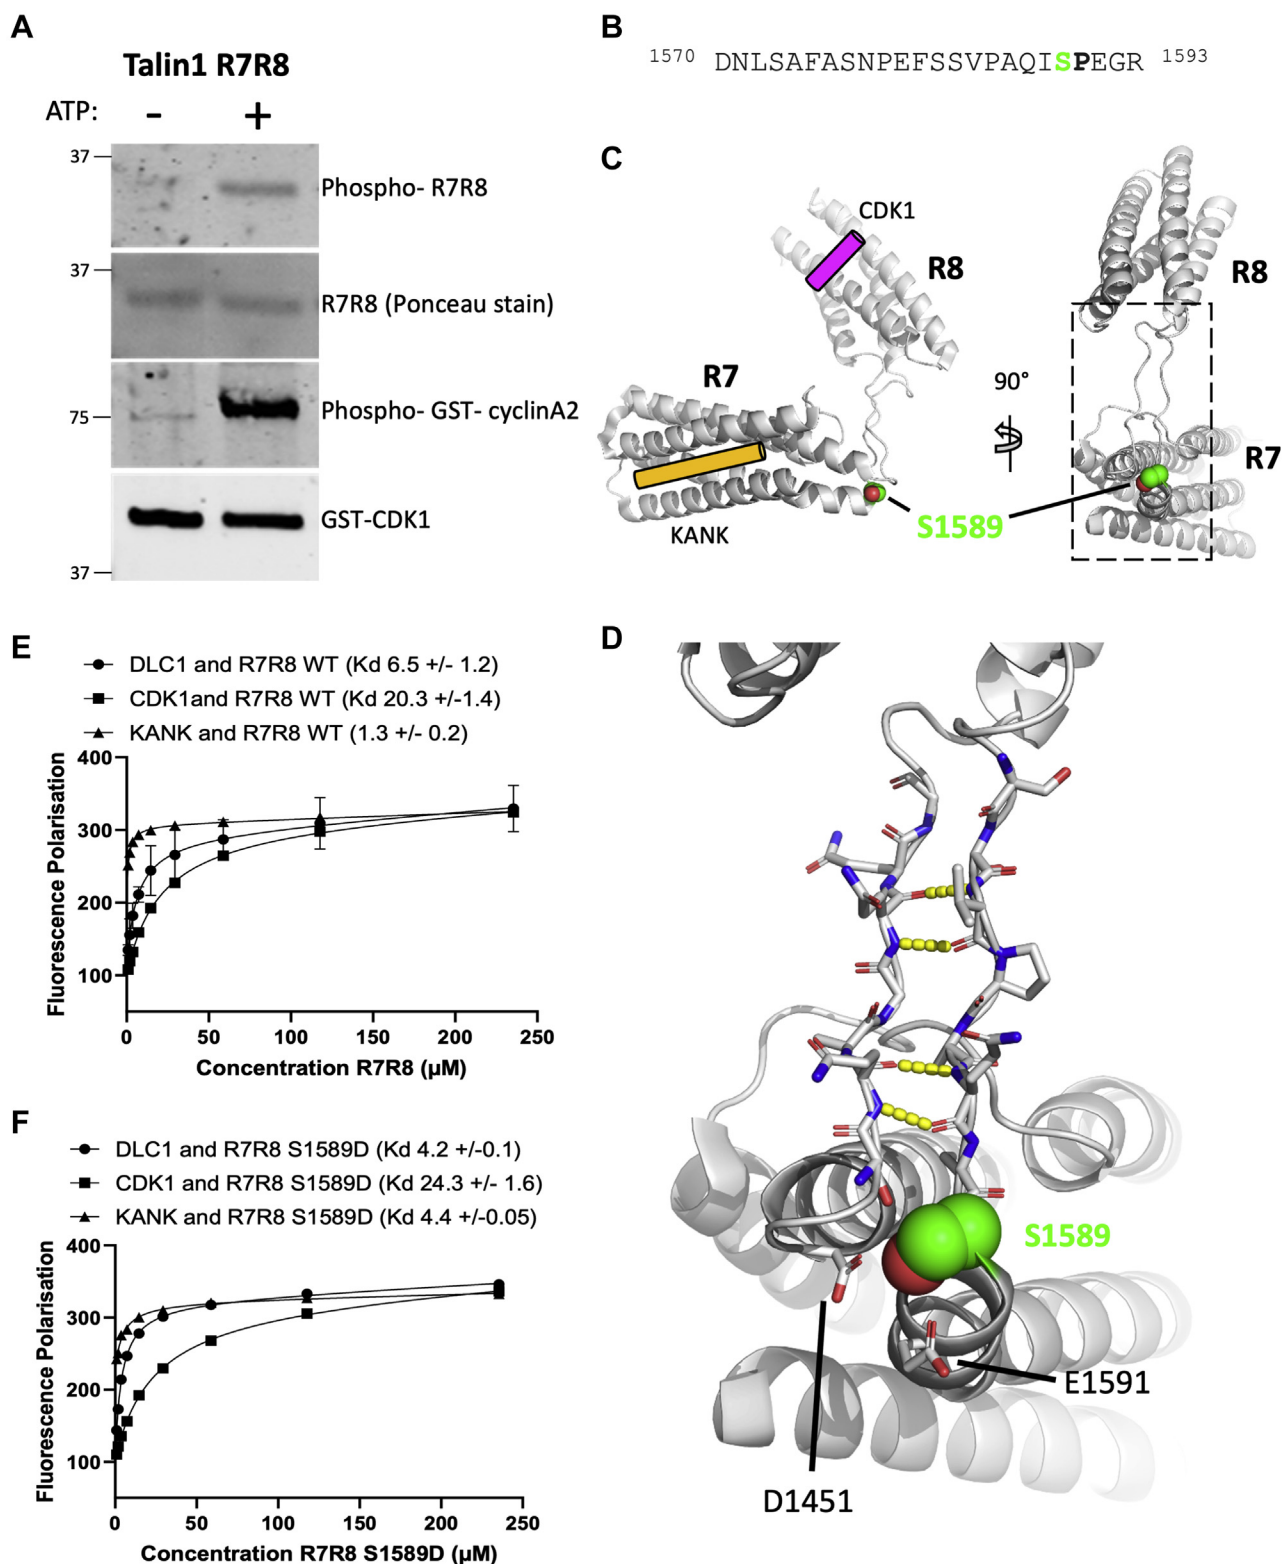 A
Talin1 R7R8
ATP: - +
37
Phospho- R7R8
37
R7R8 (Ponceau stain)
Phospho- GST- cyclinA2
75
GST-CDK1
37
B
1570 DNLSAFASNPEFSSVPAQISPEGR 1593
C
CDK1
R8
R7
KANK
90°
R8
R7
S1589
D
S1589
E1591
D1451
E
DLC1 and R7R8 WT (Kd 6.5 +/- 1.2)
CDK1and R7R8 WT (Kd 20.3 +/-1.4)
KANK and R7R8 WT (1.3 +/- 0.2)
Fluorescence Polarisation
400
300
200
100
0 50 100 150 200 250
Concentration R7R8 (µM)
F
DLC1 and R7R8 S1589D (Kd 4.2 +/-0.1)
CDK1 and R7R8 S1589D (Kd 24.3 +/- 1.6)
KANK and R7R8 S1589D (Kd 4.4 +/-0.05)
Fluorescence Polarisation
400
300
200
100
0 50 100 150 200 250
Concentration R7R8 S1589D (µM)